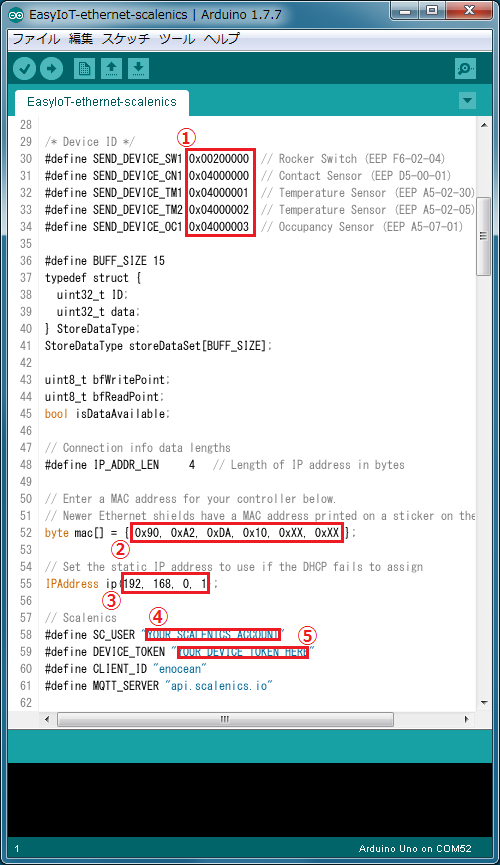 EasyIoT-ethernet-scalenics | Arduino 1.7.7
ファイル 編集 スケッチ ツール ヘルプ
EasyIoT-ethernet-scalenics
28
29 /* Device ID */ ①
30 #define SEND_DEVICE_SW1 0x00200000 // Rocker Switch (EEP F6-02-04)
31 #define SEND_DEVICE_CN1 0x04000000 // Contact Sensor (EEP D5-00-01)
32 #define SEND_DEVICE_TM1 0x04000001 // Temperature Sensor (EEP A5-02-30)
33 #define SEND_DEVICE_TM2 0x04000002 // Temperature Sensor (EEP A5-02-05)
34 #define SEND_DEVICE_OC1 0x04000003 // Occupancy Sensor (EEP A5-07-01)
35
36 #define BUFF_SIZE 15
37 typedef struct {
38 uint32_t ID;
39 uint32_t data;
40 } StoreDataType;
41 StoreDataType storeDataSet[BUFF_SIZE];
42
43 uint8_t bfWritePoint;
44 uint8_t bfReadPoint;
45 bool isDataAvailable;
46
47 // Connection info data lengths
48 #define IP_ADDR_LEN 4 // Length of IP address in bytes
49
50 // Enter a MAC address for your controller below.
51 // Newer Ethernet shields have a MAC address printed on a sticker on the
52 byte mac[] = { 0x90, 0xA2, 0xDA, 0x10, 0xXX, 0xXX };
53 ②
54 // Set the static IP address to use if the DHCP fails to assign
55 IPAddress ip(192, 168, 0, 1);
56 ③
57 // Scalenics ④
58 #define SC_USER "YOUR_SCALENICS_ACCOUNT" ⑤
59 #define DEVICE_TOKEN "YOUR_DEVICE_TOKEN_HERE"
60 #define CLIENT_ID "enocean"
61 #define MQTT_SERVER "api.scalenics.io"
62
1 Arduino Uno on COM52